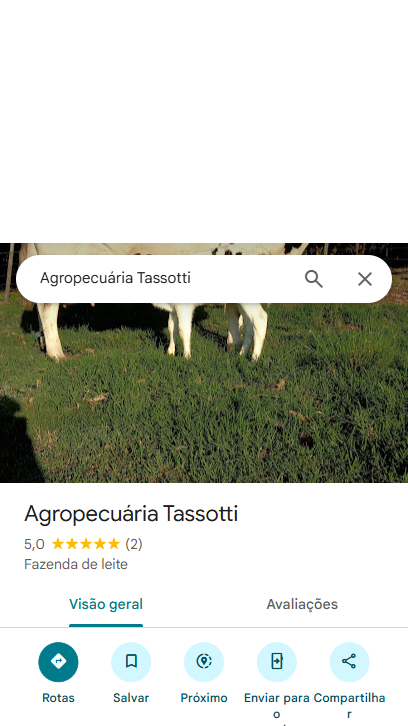 Agropecuária Tassotti
Agropecuária Tassotti
5,0 (2)
Fazenda de leite
Visão geral Avaliações
Rotas Salvar Próximo Enviar para o Compartilhar